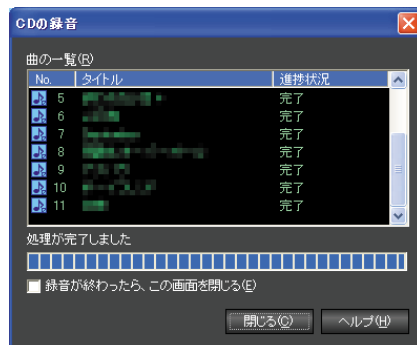 CDの録音
曲の一覧(R)
No. タイトル 進捗状況
5 完了
6 完了
7 完了
8 完了
9 完了
10 完了
11 完了
処理が完了しました
録音が終わったら、この画面を閉じる(E)
閉じる(C) ヘルプ(H)